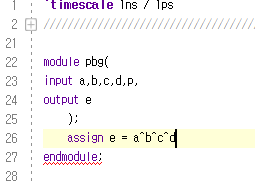 1 `timescale 1ns / 1ps
2 //////////////////////////////////
21
22 module pbg(
23 input a,b,c,d,p,
24 output e
25 );
26 assign e = a^b^c^d
27 endmodule;
28